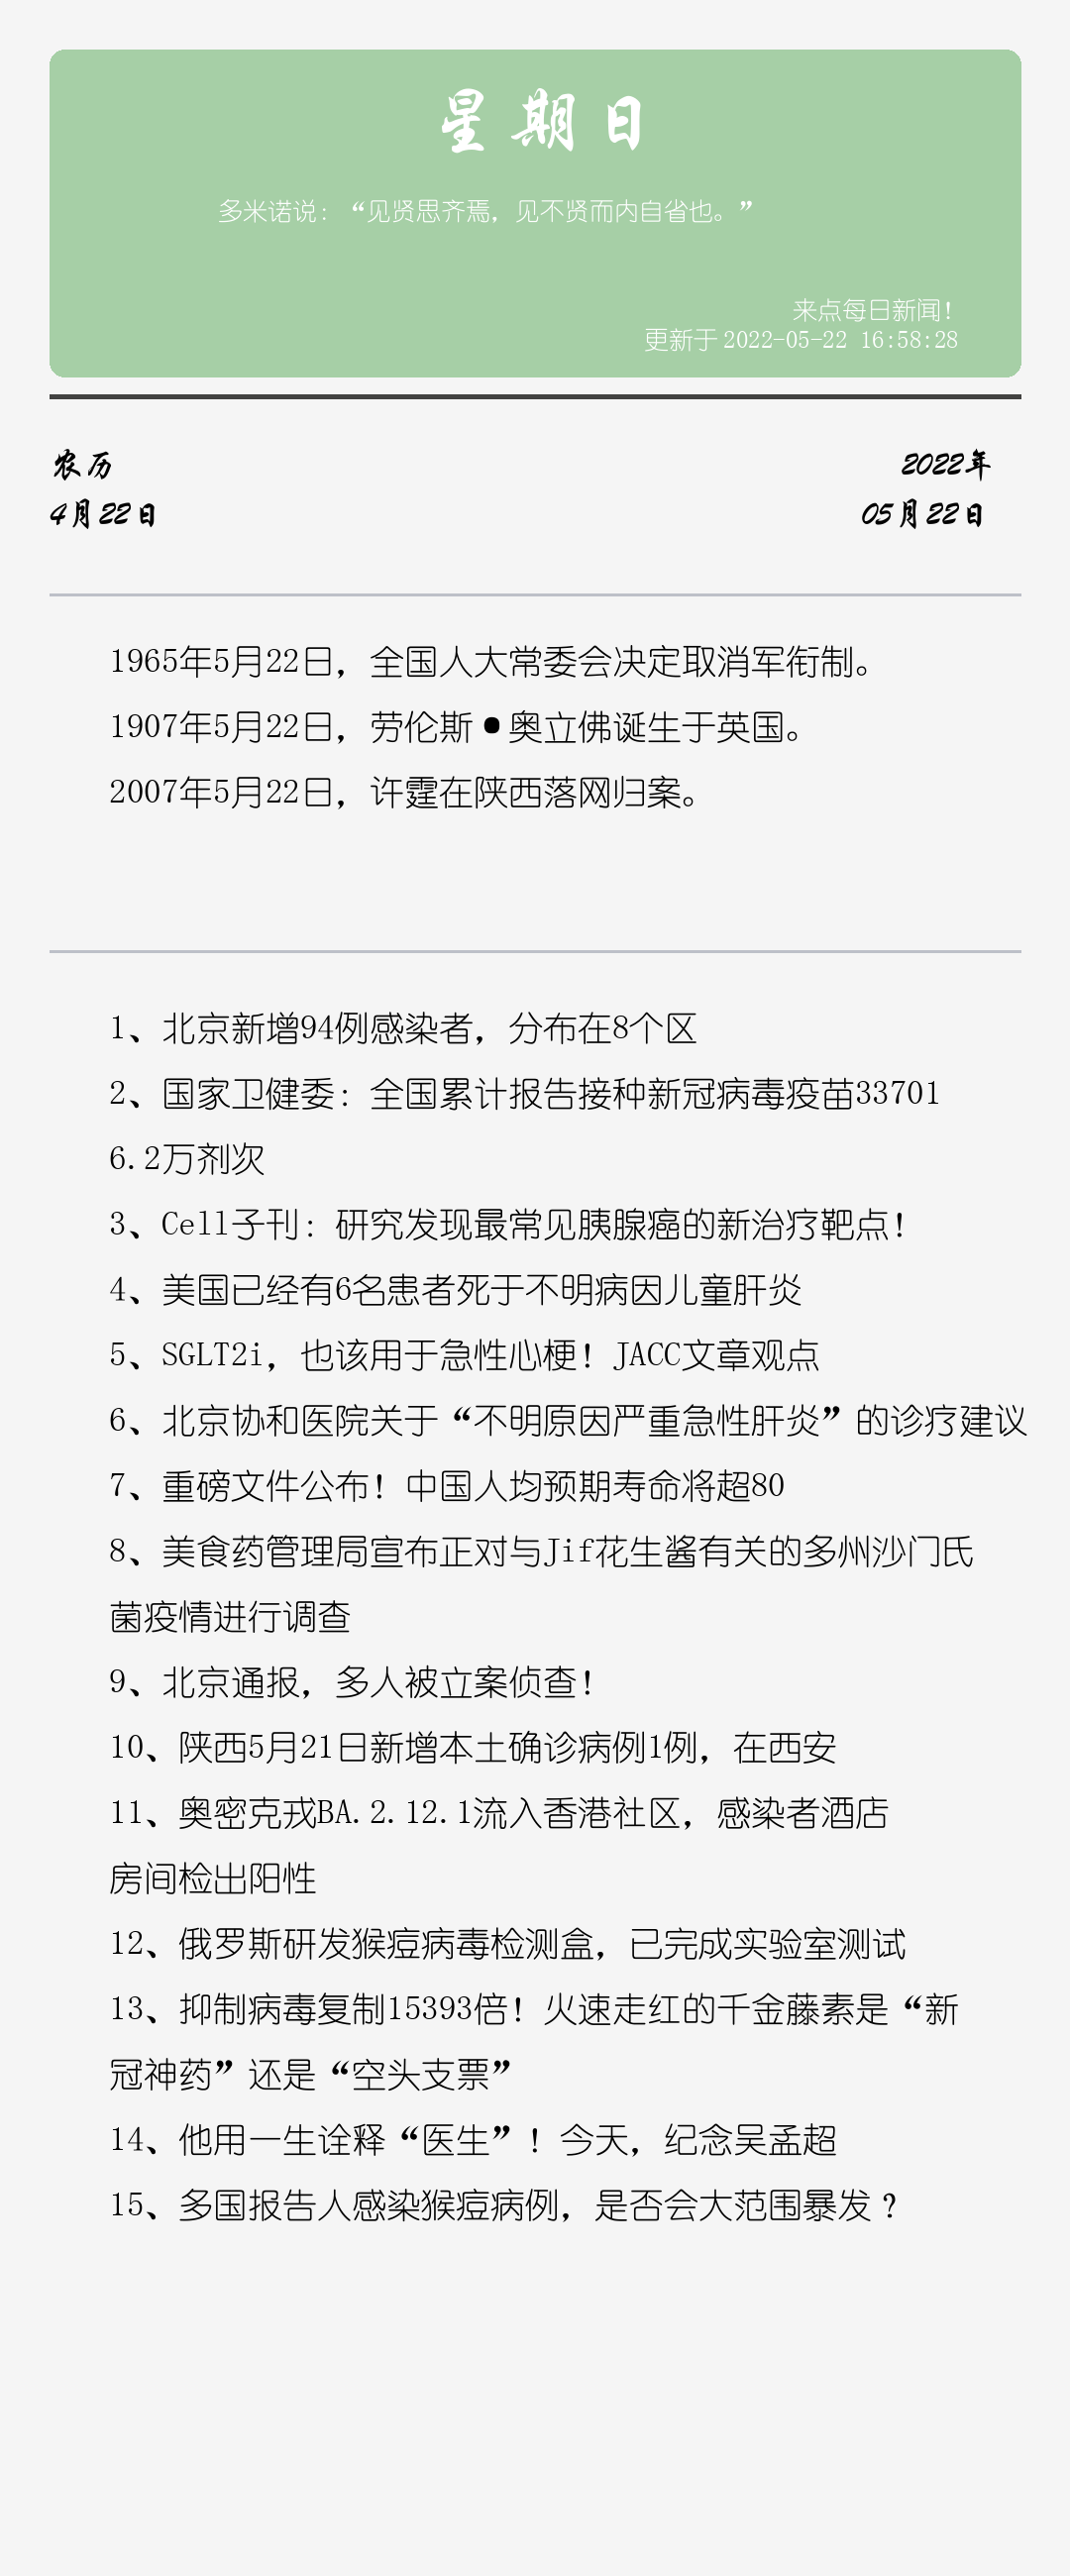 星期日
多米诺说：“见贤思齐焉，见不贤而内自省也。”
来点每日新闻！
更新于 2022-05-22 16:58:28
农历
2022年
4月22日
05月22日
1965年5月22日，全国人大常委会决定取消军衔制。
1907年5月22日，劳伦斯•奥立佛诞生于英国。
2007年5月22日，许霆在陕西落网归案。
1、北京新增94例感染者，分布在8个区
2、国家卫健委：全国累计报告接种新冠病毒疫苗33701
6.2万剂次
3、Cell子刊：研究发现最常见胰腺癌的新治疗靶点！
4、美国已经有6名患者死于不明病因儿童肝炎
5、SGLT2i，也该用于急性心梗！JACC文章观点
6、北京协和医院关于“不明原因严重急性肝炎”的诊疗建议
7、重磅文件公布！中国人均预期寿命将超80
8、美食药管理局宣布正对与Jif花生酱有关的多州沙门氏
菌疫情进行调查
9、北京通报，多人被立案侦查！
10、陕西5月21日新增本土确诊病例1例，在西安
11、奥密克戎BA.2.12.1流入香港社区，感染者酒店
房间检出阳性
12、俄罗斯研发猴痘病毒检测盒，已完成实验室测试
13、抑制病毒复制15393倍！火速走红的千金藤素是“新
冠神药”还是“空头支票”
14、他用一生诠释“医生”！今天，纪念吴孟超
15、多国报告人感染猴痘病例，是否会大范围暴发？